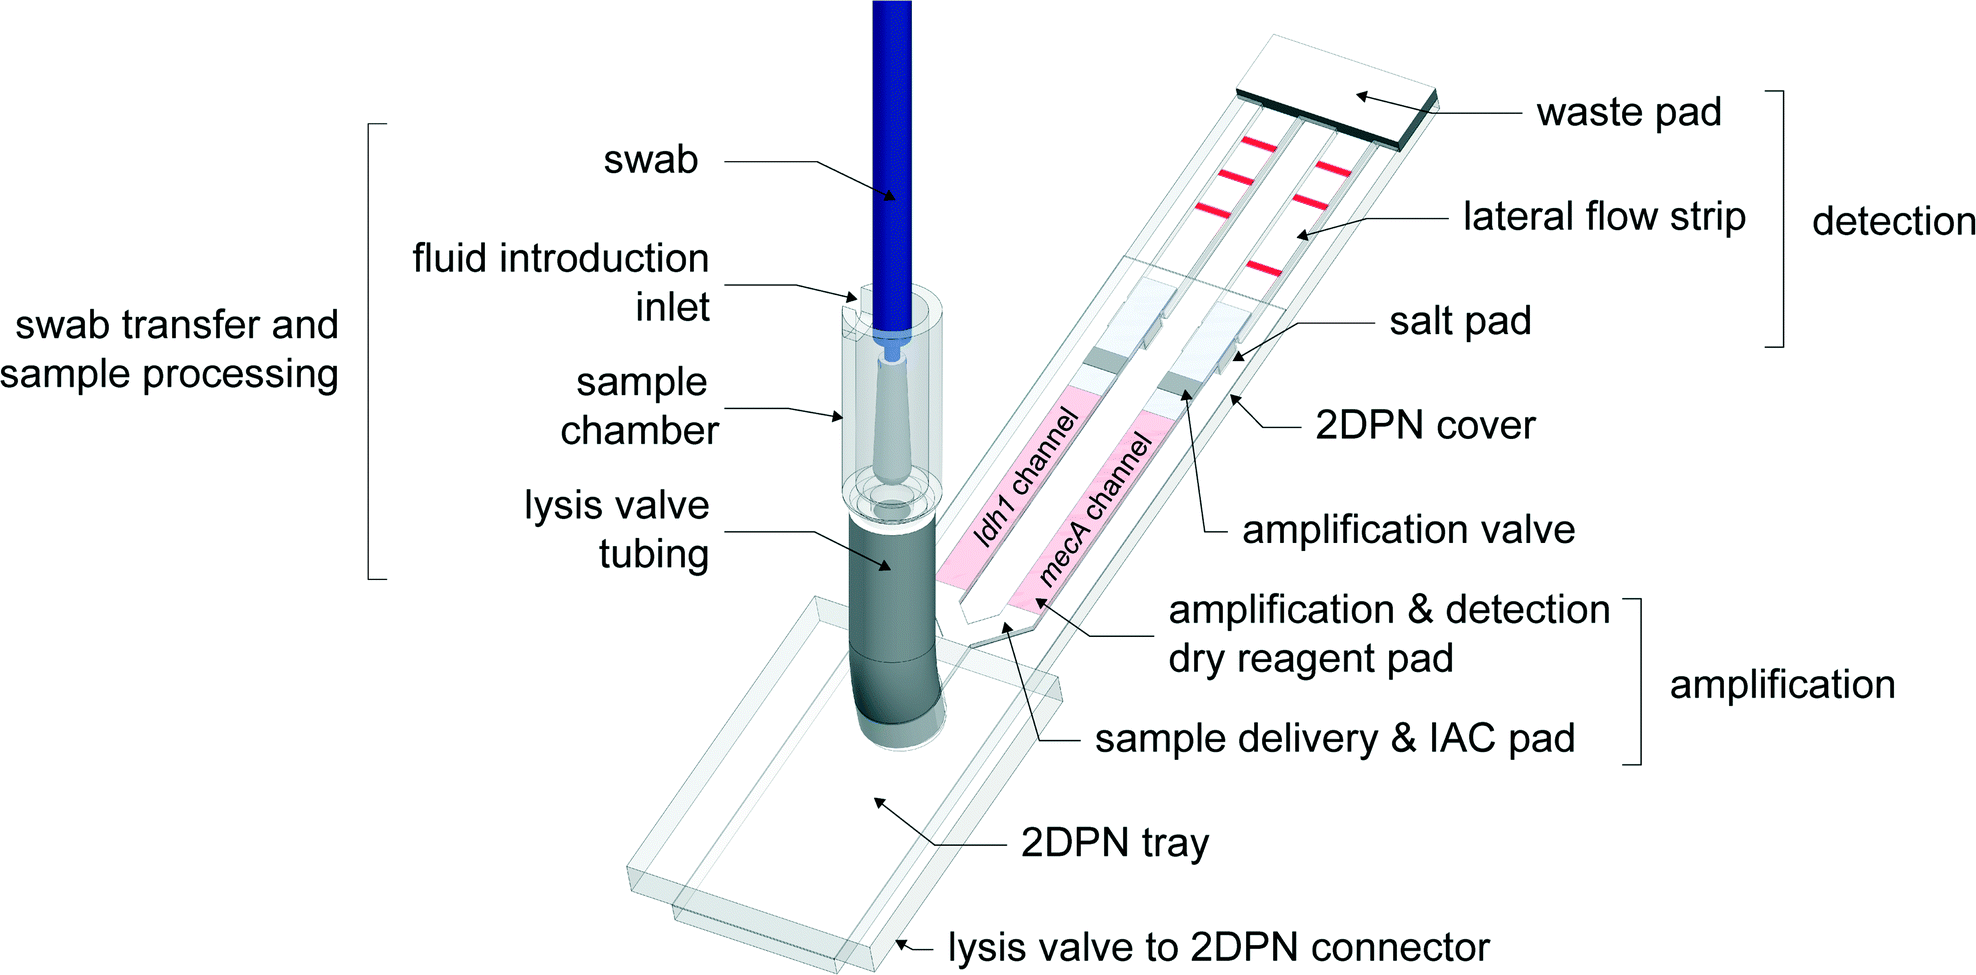 swab
fluid introduction
inlet
swab transfer and
sample processing
sample
chamber
lysis valve
tubing
waste pad
lateral flow strip
detection
salt pad
2DPN cover
ldh1 channel
mecA channel
amplification valve
amplification & detection
dry reagent pad
amplification
sample delivery & IAC pad
2DPN tray
lysis valve to 2DPN connector